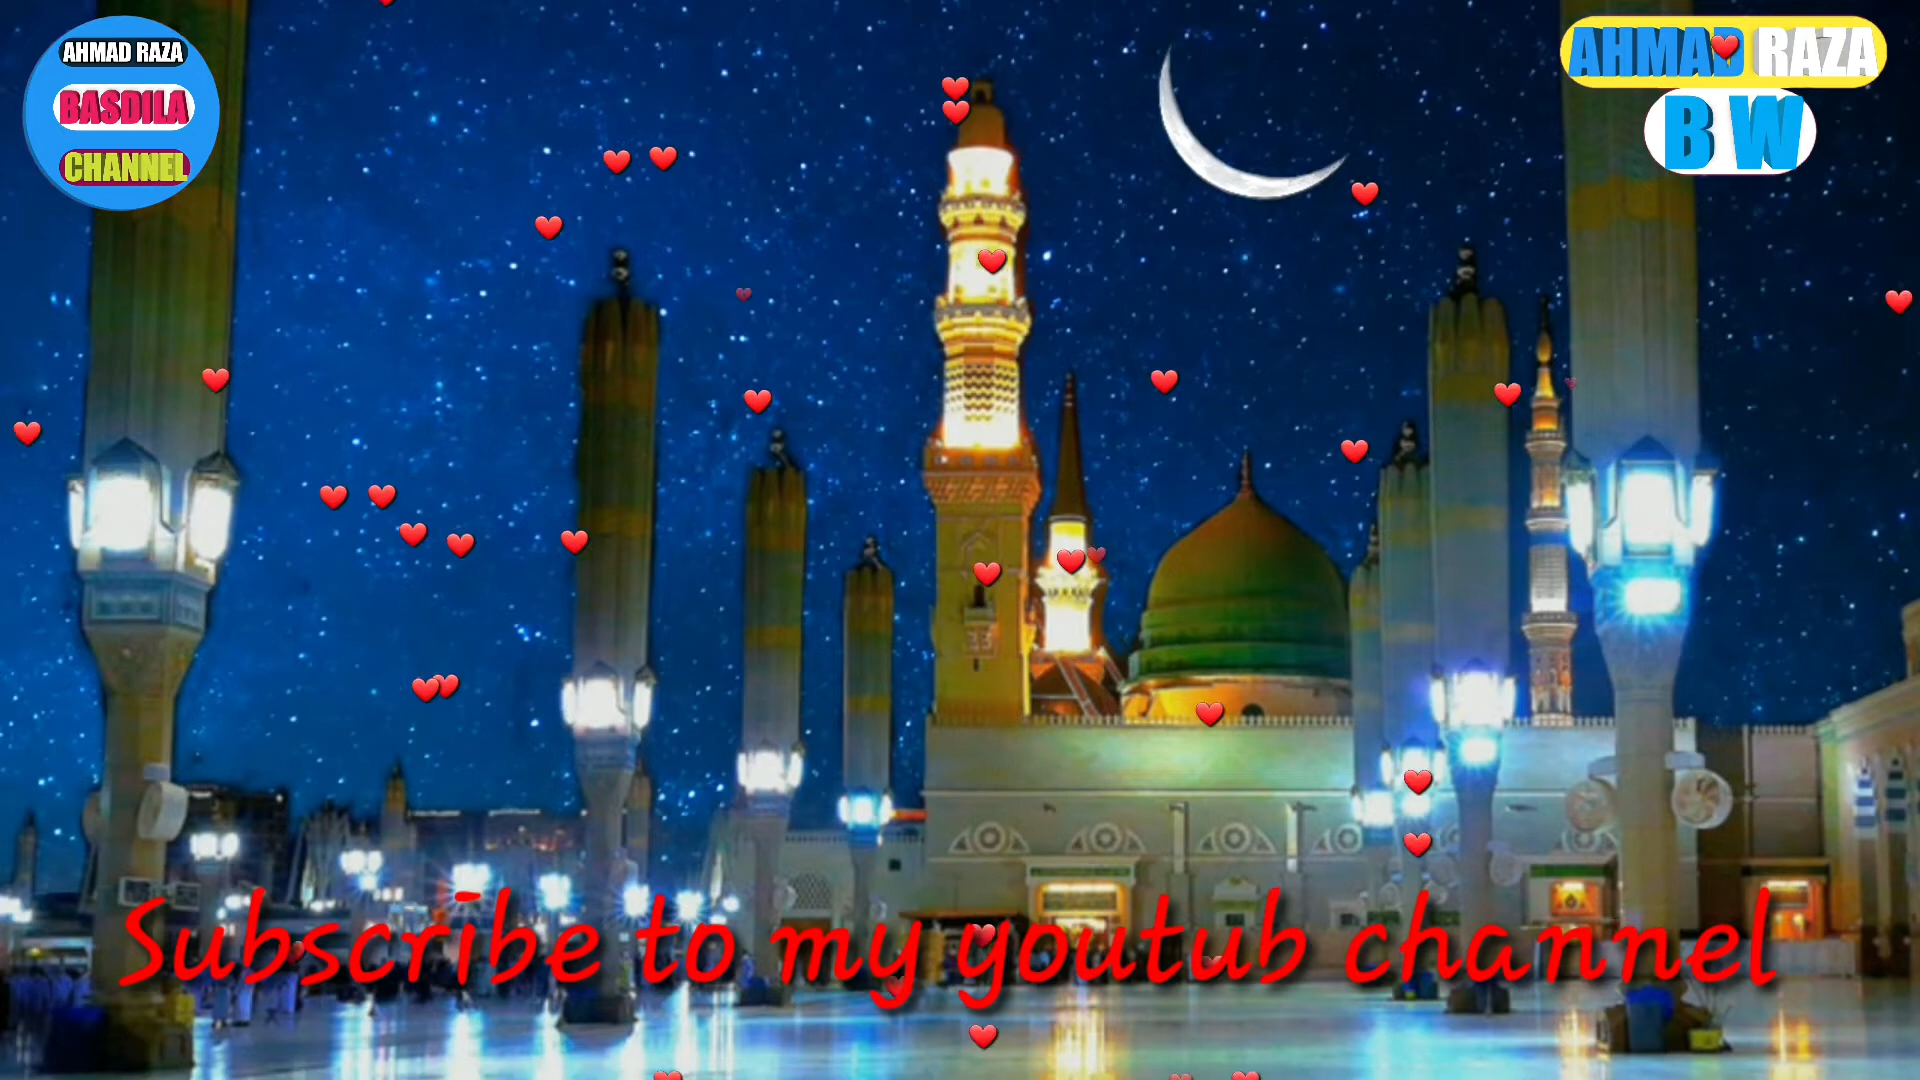 AHMAD RAZA
BASDILA
CHANNEL
AHMAD RAZA
B W
Subscribe to my youtub channel